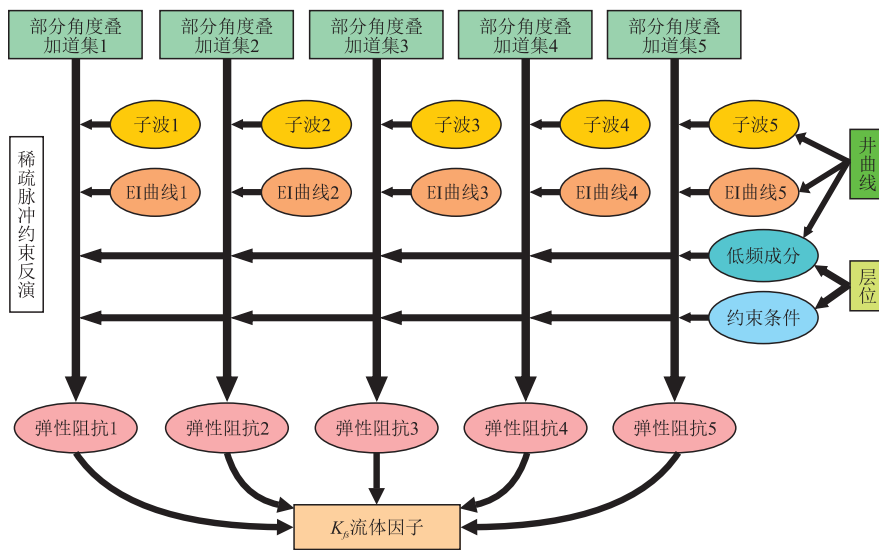 部分角度叠
加道集1
部分角度叠
加道集2
部分角度叠
加道集3
部分角度叠
加道集4
部分角度叠
加道集5
子波1
子波2
子波3
子波4
子波5
井曲线
稀疏脉冲约束反演
EI曲线1
EI曲线2
EI曲线3
EI曲线4
EI曲线5
低频成分
层位
约束条件
弹性阻抗1
弹性阻抗2
弹性阻抗3
弹性阻抗4
弹性阻抗5
Kfs流体因子